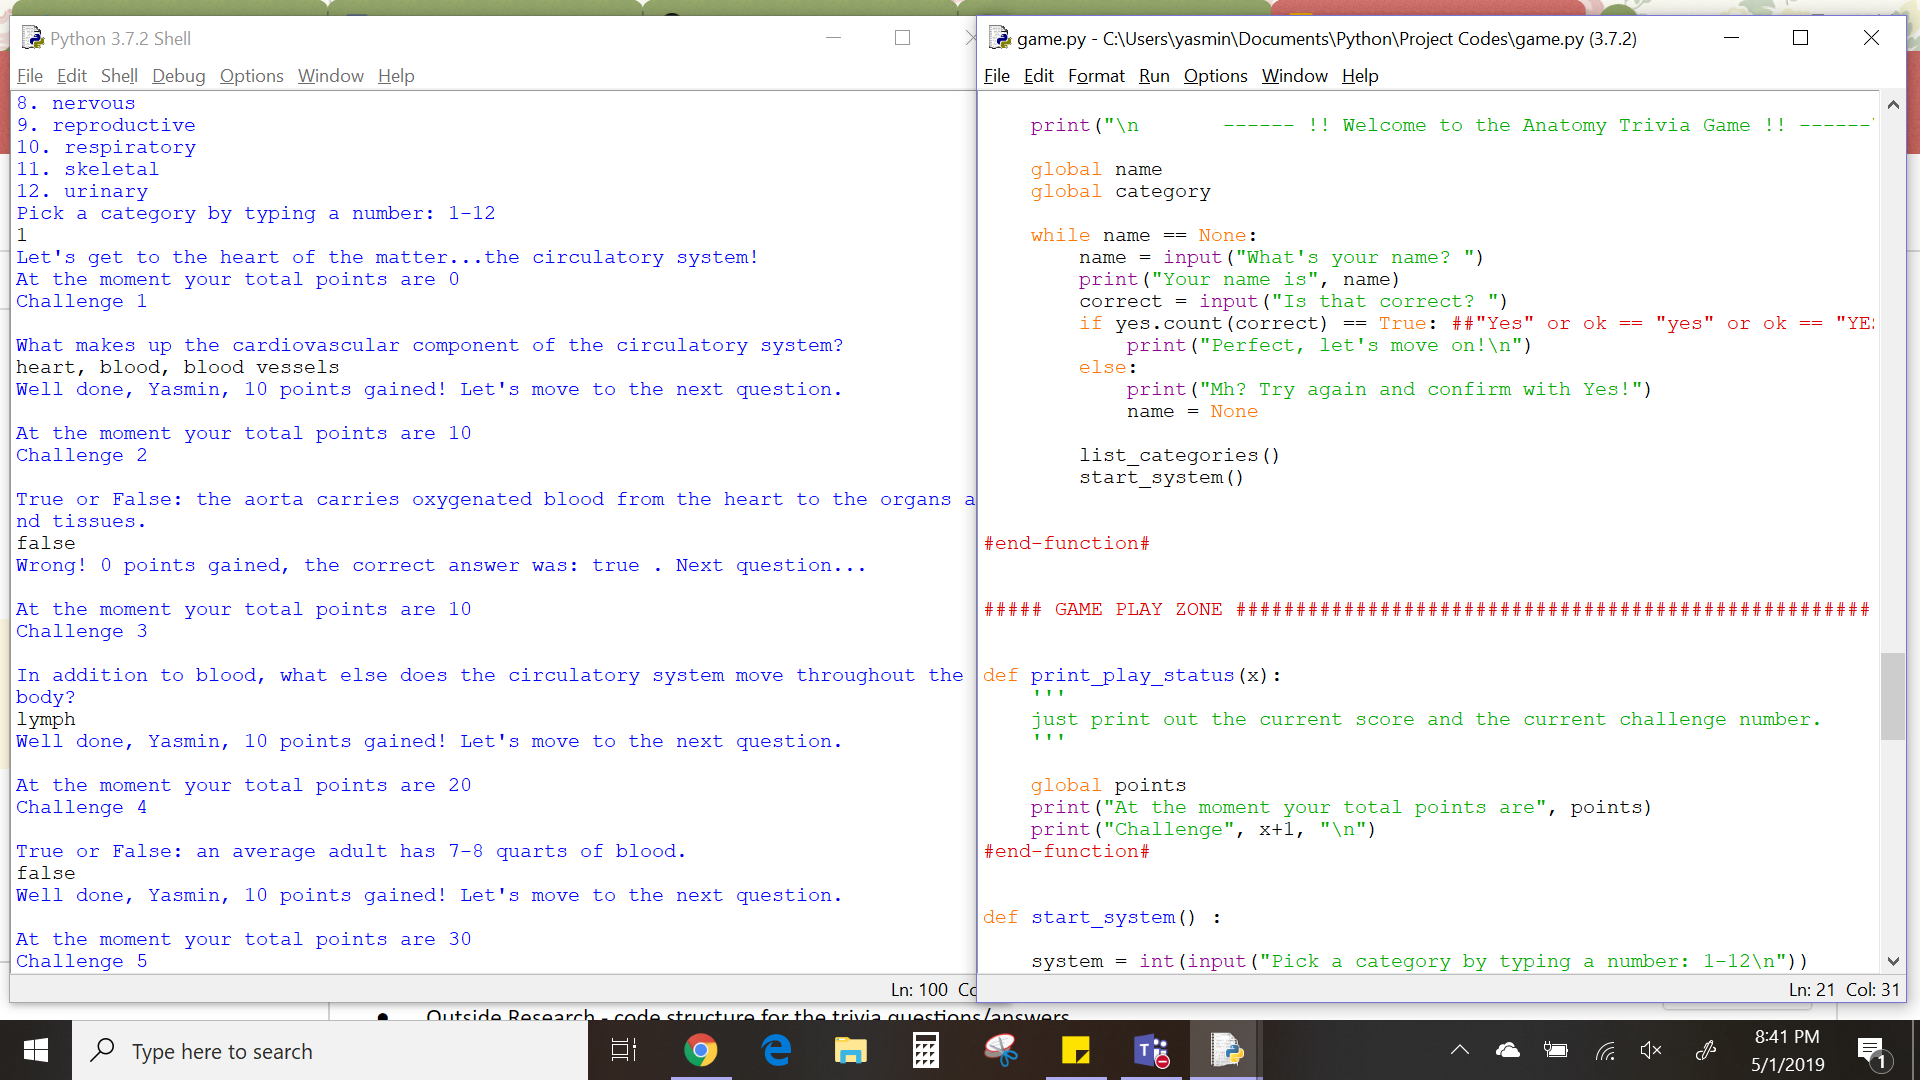 Python 3.7.2 Shell
File Edit Shell Debug Options Window Help
8. nervous
9. reproductive
10. respiratory
11. skeletal
12. urinary
Pick a category by typing a number: 1-12
1
Let's get to the heart of the matter...the circulatory system!
At the moment your total points are 0
Challenge 1
What makes up the cardiovascular component of the circulatory system?
heart, blood, blood vessels
Well done, Yasmin, 10 points gained! Let's move to the next question.
At the moment your total points are 10
Challenge 2
True or False: the aorta carries oxygenated blood from the heart to the organs a
nd tissues.
false
Wrong! 0 points gained, the correct answer was: true . Next question...
At the moment your total points are 10
Challenge 3
In addition to blood, what else does the circulatory system move throughout the
body?
lymph
Well done, Yasmin, 10 points gained! Let's move to the next question.
At the moment your total points are 20
Challenge 4
True or False: an average adult has 7-8 quarts of blood.
false
Well done, Yasmin, 10 points gained! Let's move to the next question.
At the moment your total points are 30
Challenge 5
Ln: 100 Co
game.py - C:\Users\yasmin\Documents\Python\Project Codes\game.py (3.7.2)
File Edit Format Run Options Window Help
print("\n       ------ !! Welcome to the Anatomy Trivia Game !! ------
global name
global category
while name == None:
name = input("What's your name? ")
print("Your name is", name)
correct = input("Is that correct? ")
if yes.count(correct) == True: ##"Yes" or ok == "yes" or ok == "YE
print("Perfect, let's move on!\n")
else:
print("Mh? Try again and confirm with Yes!")
name = None
list_categories()
start_system()
#end-function#
##### GAME PLAY ZONE #####################################################
def print_play_status(x):
'''
just print out the current score and the current challenge number.
'''
global points
print("At the moment your total points are", points)
print("Challenge", x+1, "\n")
#end-function#
def start_system() :
system = int(input("Pick a category by typing a number: 1-12\n"))
Ln: 21 Col: 31
● Outside Research - code structure for the trivia questions/answers
Type here to search
8:41 PM
5/1/2019
1